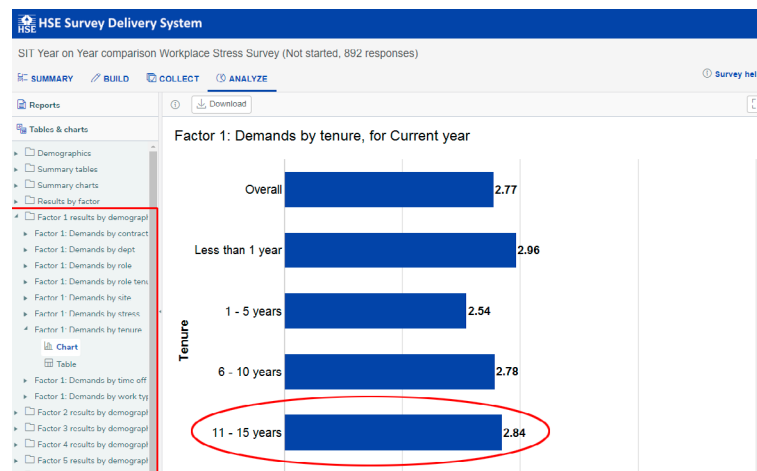 HSE HSE Survey Delivery System
SIT Year on Year comparison Workplace Stress Survey (Not started, 892 responses)
SUMMARY BUILD COLLECT ANALYZE
Survey hel
Reports
Download
Tables & charts
Demographics
Summary tables
Summary charts
Results by factor
Factor 1 results by demograph
Factor 1: Demands by contract
Factor 1: Demands by dept
Factor 1: Demands by role
Factor 1: Demands by role tenu
Factor 1: Demands by site
Factor 1: Demands by stress
Factor 1: Demands by tenure
Chart
Table
Factor 1: Demands by time off
Factor 1: Demands by work typ
Factor 2 results by demograph
Factor 3 results by demograph
Factor 4 results by demograph
Factor 5 results by demograph
Factor 1: Demands by tenure, for Current year
Tenure
Overall 2.77
Less than 1 year 2.96
1 - 5 years 2.54
6 - 10 years 2.78
11 - 15 years 2.84